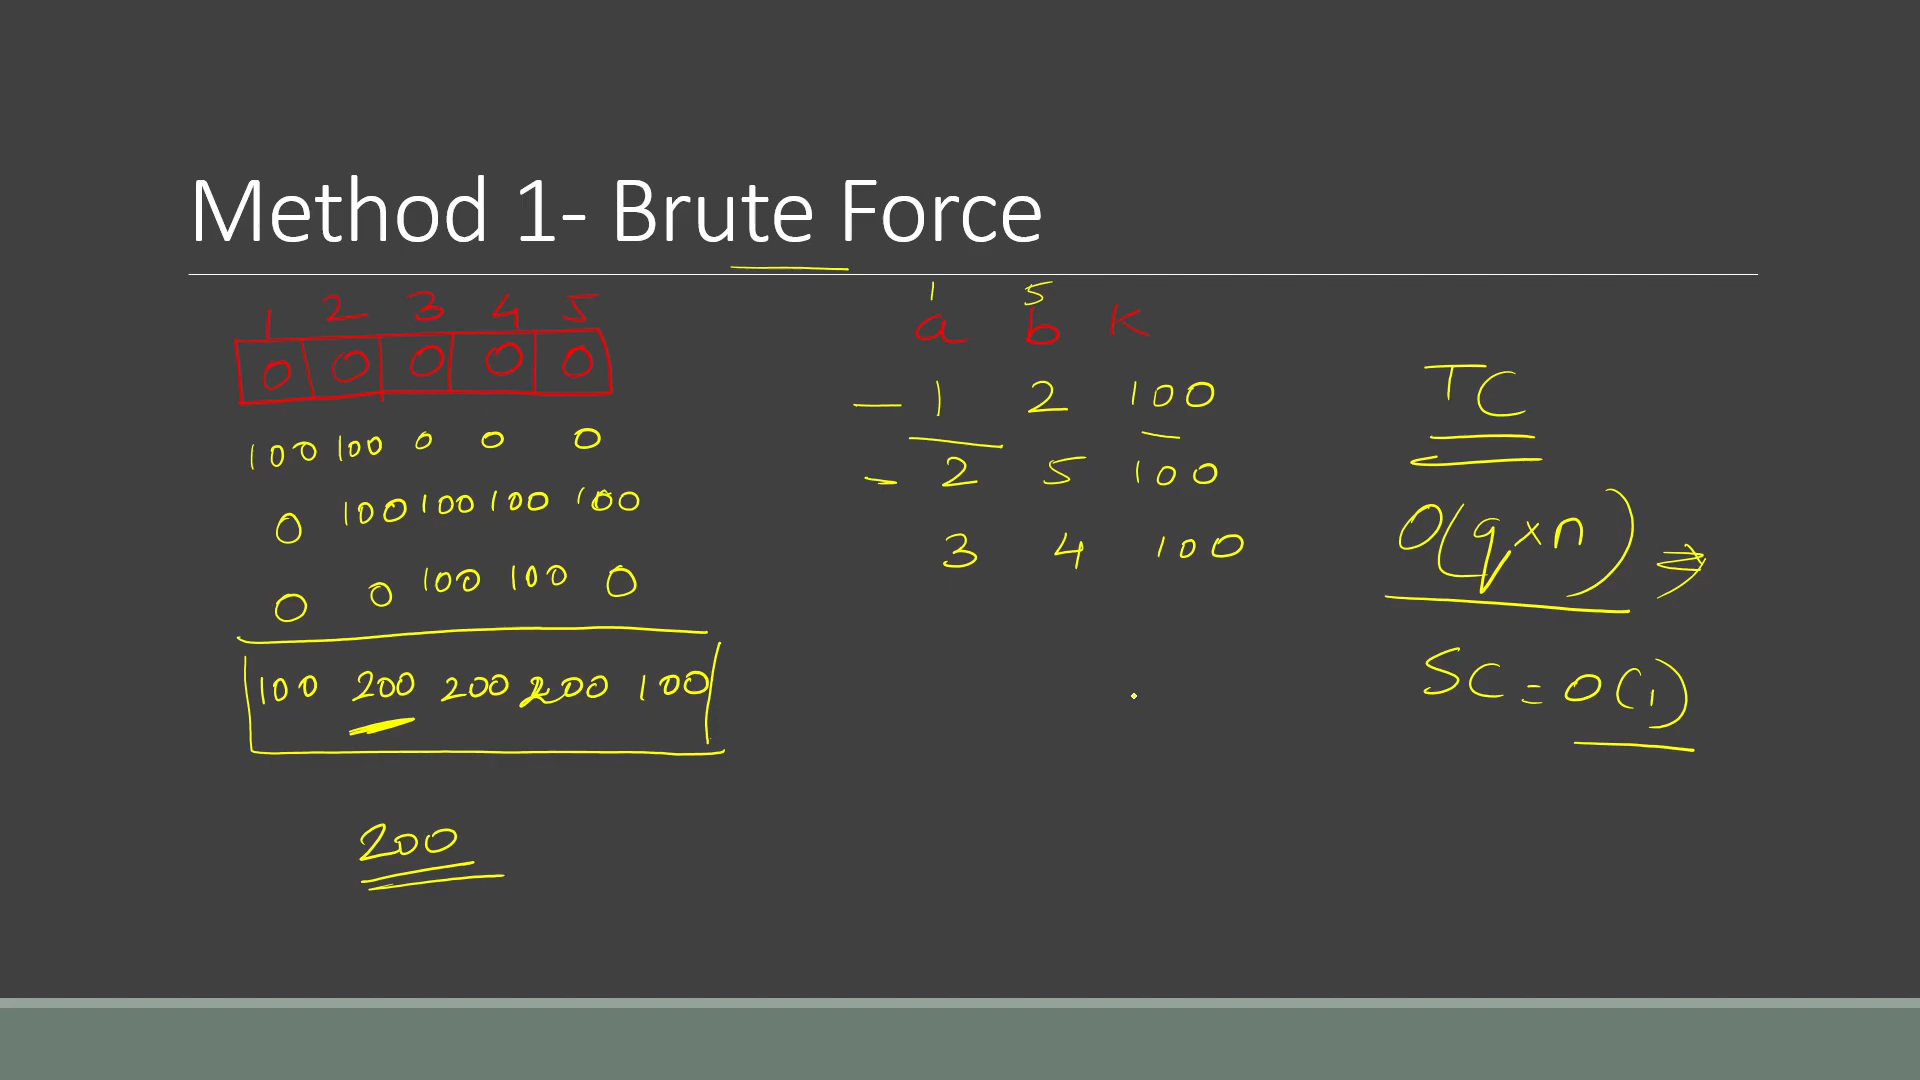 Method 1- Brute Force
1 2 3 4 5
0 0 0 0 0
100 100 0 0 0
0 100 100 100 100
0 0 100 100 0
100 200 200 200 100
200
1 5
a b k
- 1 2 100
- 2 5 100
3 4 100
TC
O(q×n) ⇒
SC = O(1)